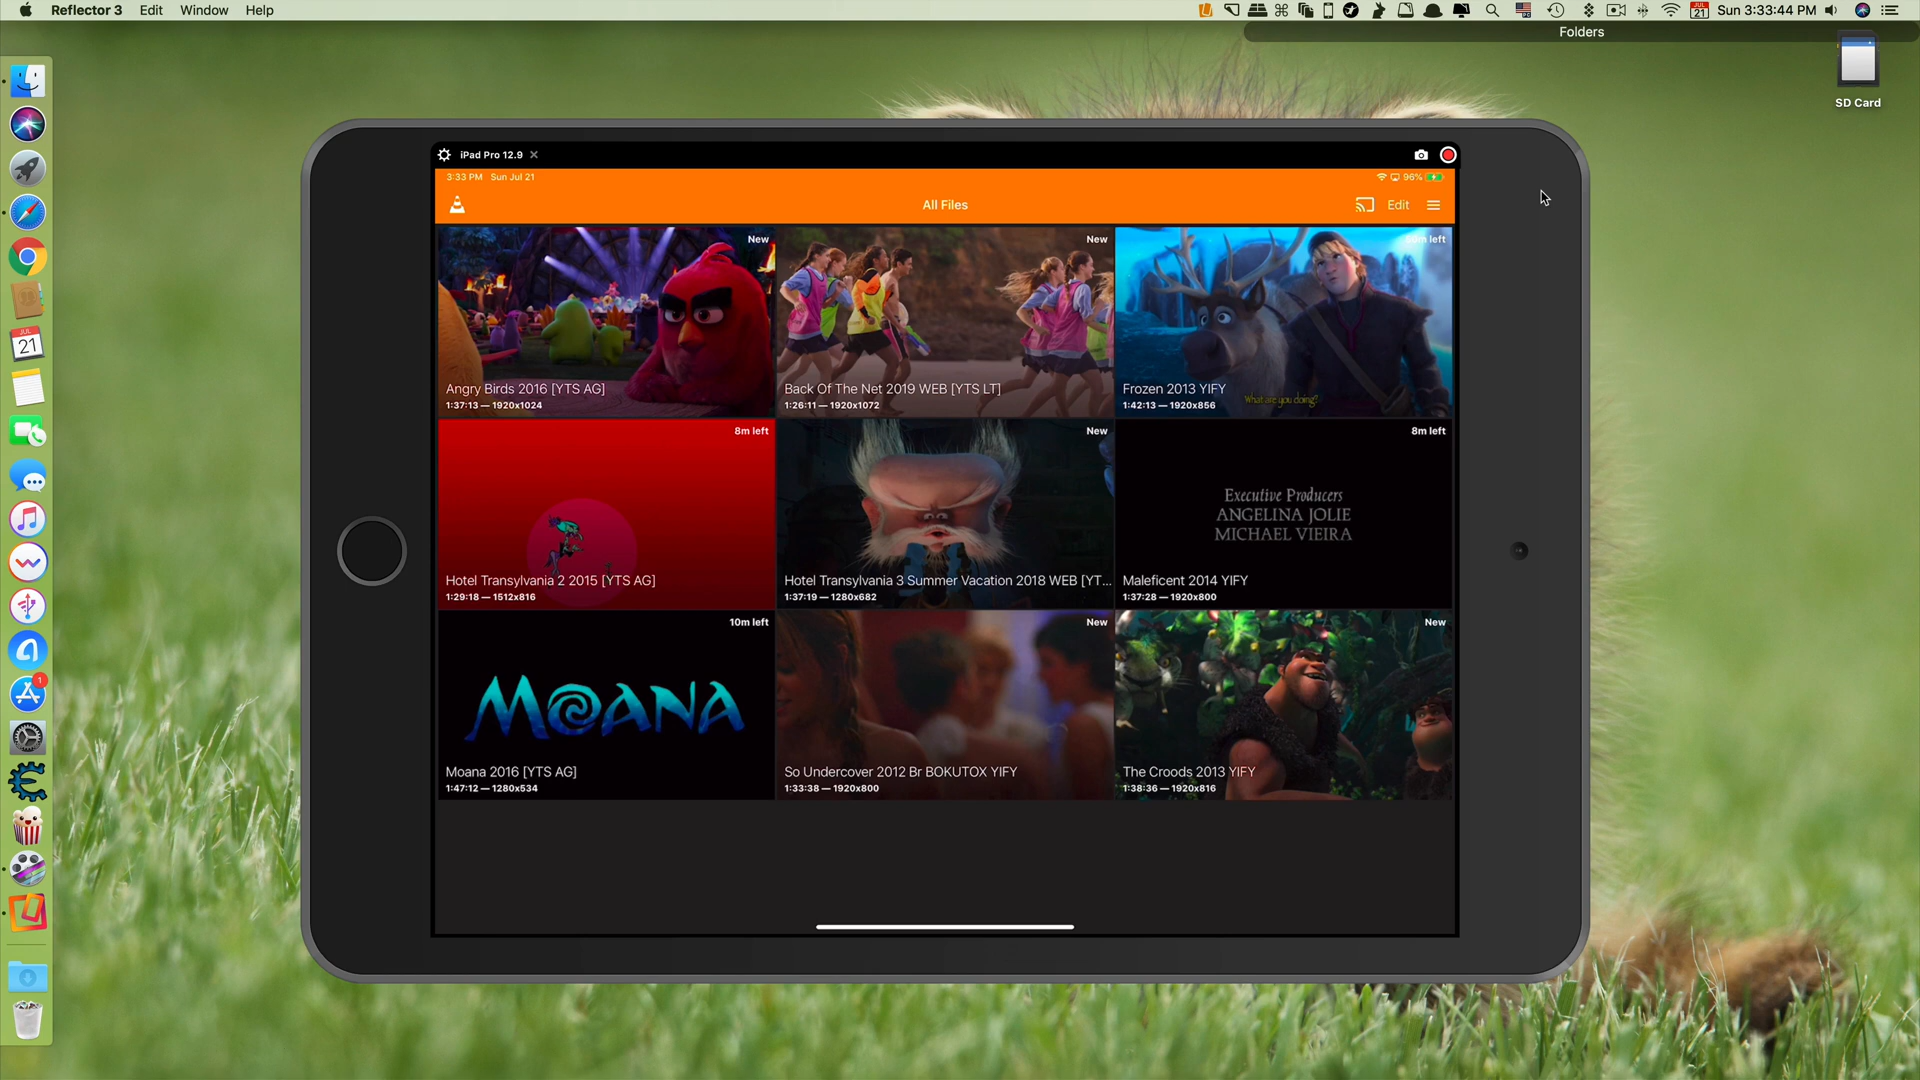 Reflector 3 Edit Window Help
JUL 21 Sun 3:33:44 PM
Folders
SD Card
iPad Pro 12.9
3:33 PM Sun Jul 21
96%
All Files
Edit
New
New
left
Angry Birds 2016 [YTS AG]
1:37:13 — 1920x1024
Back Of The Net 2019 WEB [YTS LT]
1:26:11 — 1920x1072
Frozen 2013 YIFY
1:42:13 — 1920x856
What are you doing?
8m left
New
8m left
Executive Producers
ANGELINA JOLIE
MICHAEL VIEIRA
Hotel Transylvania 2 2015 [YTS AG]
1:29:18 — 1512x816
Hotel Transylvania 3 Summer Vacation 2018 WEB [YT...
1:37:19 — 1280x682
Maleficent 2014 YIFY
1:37:28 — 1920x800
10m left
New
New
MOANA
Moana 2016 [YTS AG]
1:47:12 — 1280x534
So Undercover 2012 Br BOKUTOX YIFY
1:33:38 — 1920x800
The Croods 2013 YIFY
1:38:36 — 1920x816
JUL
21
1